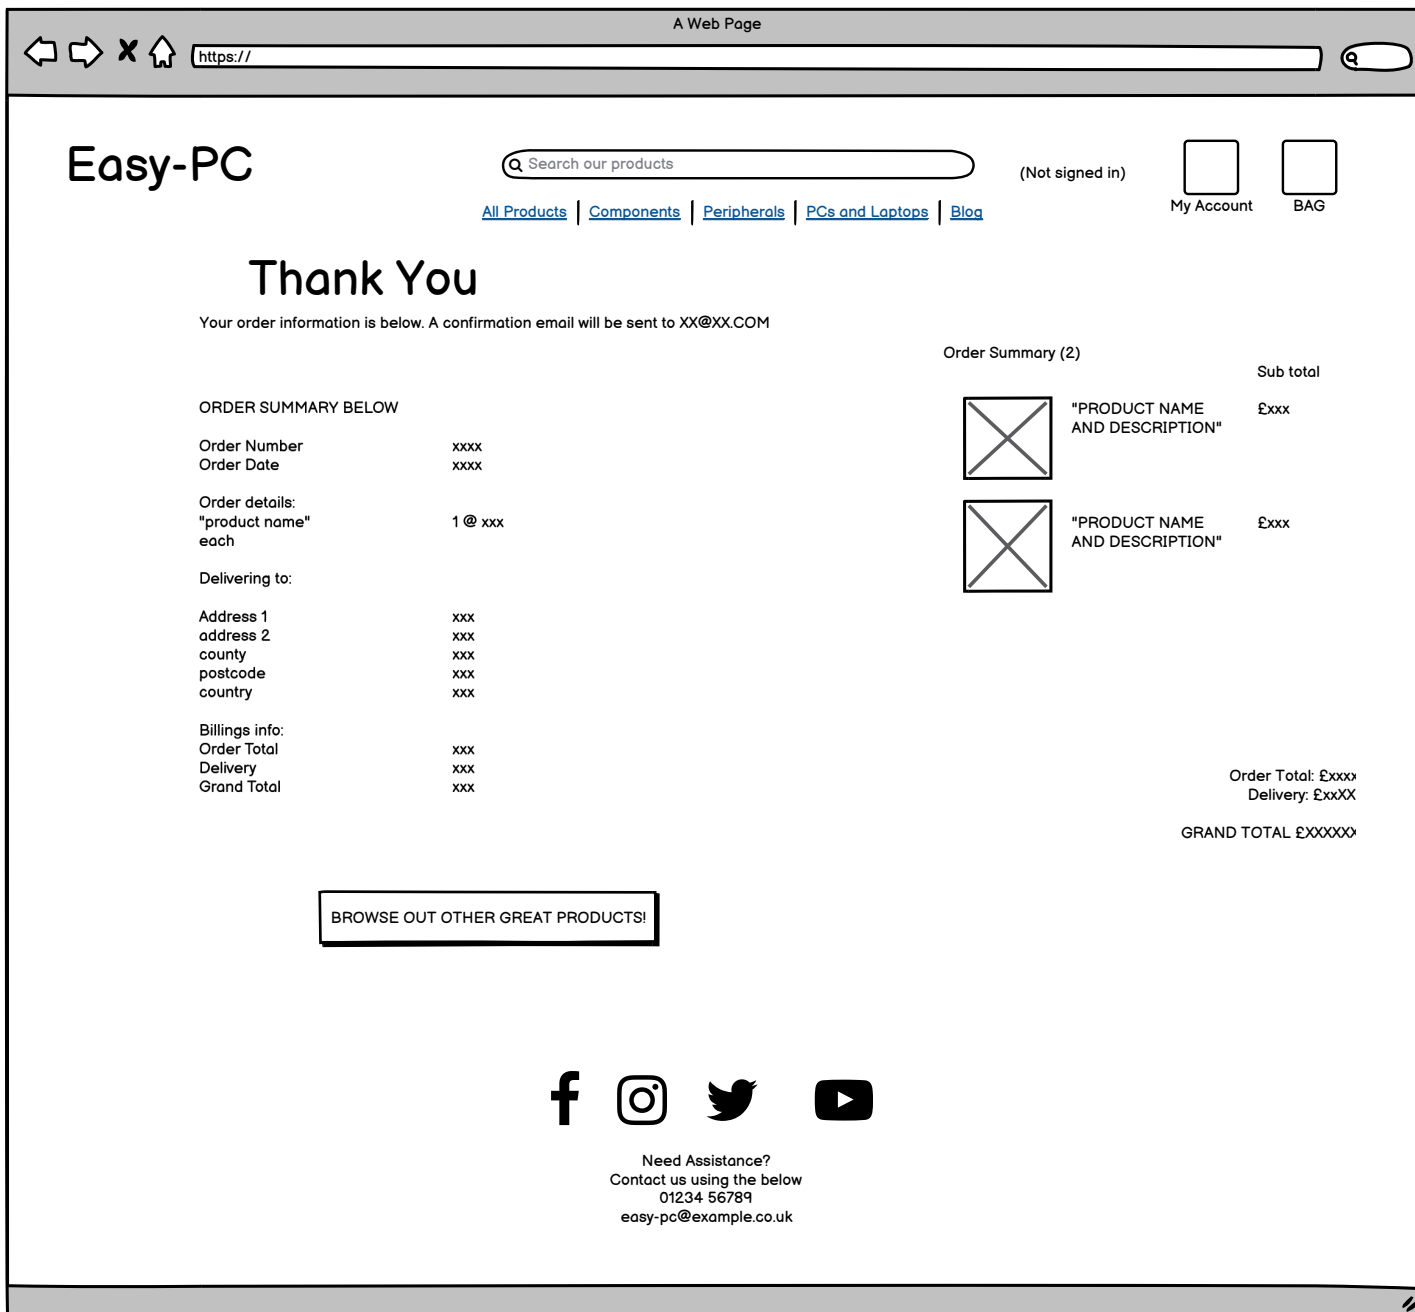 A Web Page
https://
Easy-PC
Search our products
(Not signed in)
My Account
BAG
All Products
Components
Peripherals
PCs and Laptops
Blog
Thank You
Your order information is below. A confirmation email will be sent to XX@XX.COM
ORDER SUMMARY BELOW
Order Number xxxx
Order Date xxxx
Order details:
"product name" 1 @ xxx
each
Delivering to:
Address 1 xxx
address 2 xxx
county xxx
postcode xxx
country xxx
Billings info:
Order Total xxx
Delivery xxx
Grand Total xxx
Order Summary (2)
Sub total
"PRODUCT NAME £xxx
AND DESCRIPTION"
"PRODUCT NAME £xxx
AND DESCRIPTION"
Order Total: £xxxx
Delivery: £xxXX
GRAND TOTAL £XXXXXX
BROWSE OUT OTHER GREAT PRODUCTS!
Need Assistance?
Contact us using the below
01234 56789
easy-pc@example.co.uk